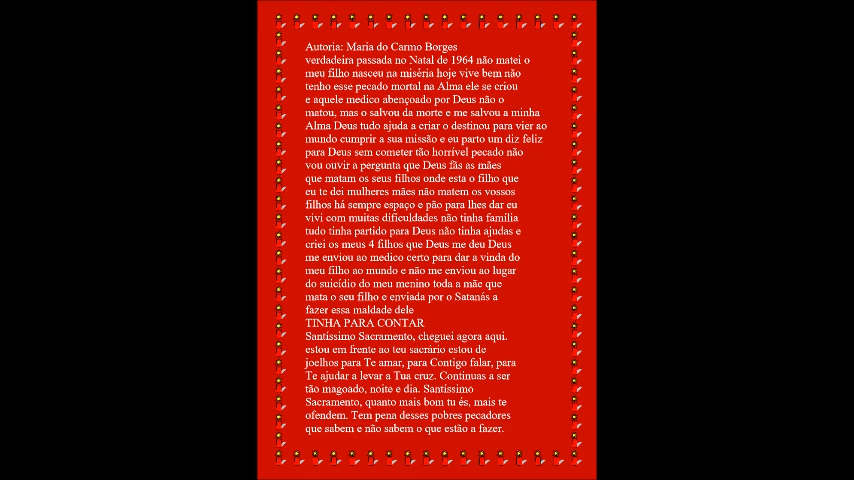 Autoria: Maria do Carmo Borges
verdadeira passada no Natal de 1964 não matei o
meu filho nasceu na miséria hoje vive bem não
tenho esse pecado mortal na Alma ele se criou
e aquele medico abençoado por Deus não o
matou, mas o salvou da morte e me salvou a minha
Alma Deus tudo ajuda a criar o destinou para vier ao
mundo cumprir a sua missão e eu parto um diz feliz
para Deus sem cometer tão horrível pecado não
vou ouvir a pergunta que Deus fãs as mães
que matam os seus filhos onde esta o filho que
eu te dei mulheres mães não matem os vossos
filhos há sempre espaço e pão para lhes dar eu
vivi com muitas dificuldades não tinha família
tudo tinha partido para Deus não tinha ajudas e
criei os meus 4 filhos que Deus me deu Deus
me enviou ao medico certo para dar a vinda do
meu filho ao mundo e não me enviou ao lugar
do suicídio do meu menino toda a mãe que
mata o seu filho e enviada por o Satanás a
fazer essa maldade dele
TINHA PARA CONTAR
Santíssimo Sacramento, cheguei agora aqui.
estou em frente ao teu sacrário estou de
joelhos para Te amar, para Contigo falar, para
Te ajudar a levar a Tua cruz. Continuas a ser
tão magoado, noite e dia. Santíssimo
Sacramento, quanto mais bom tu és, mais te
ofendem. Tem pena desses pobres pecadores
que sabem e não sabem o que estão a fazer.